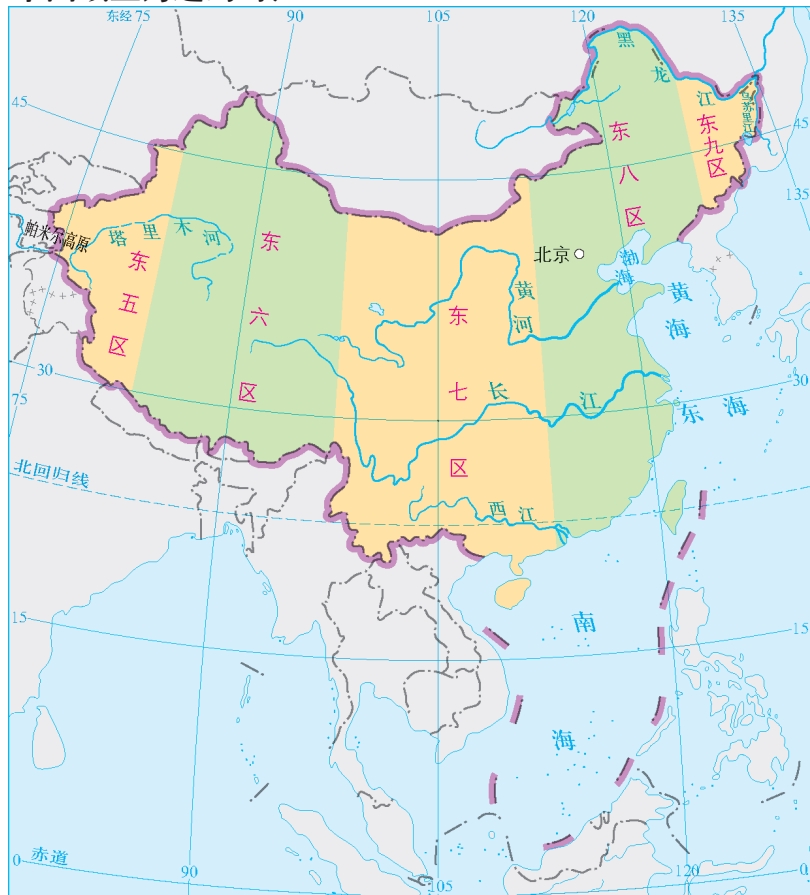 东经75
90
105
120
135
45
45
135
黑龙江
乌苏里江
东九区
东八区
帕米尔高原
塔里木河
东五区
东六区
北京
渤海
黄海
黄河
东七区
长江
东海
30
30
75
北回归线
西江
15
15
南海
赤道
0
0
90
105
120